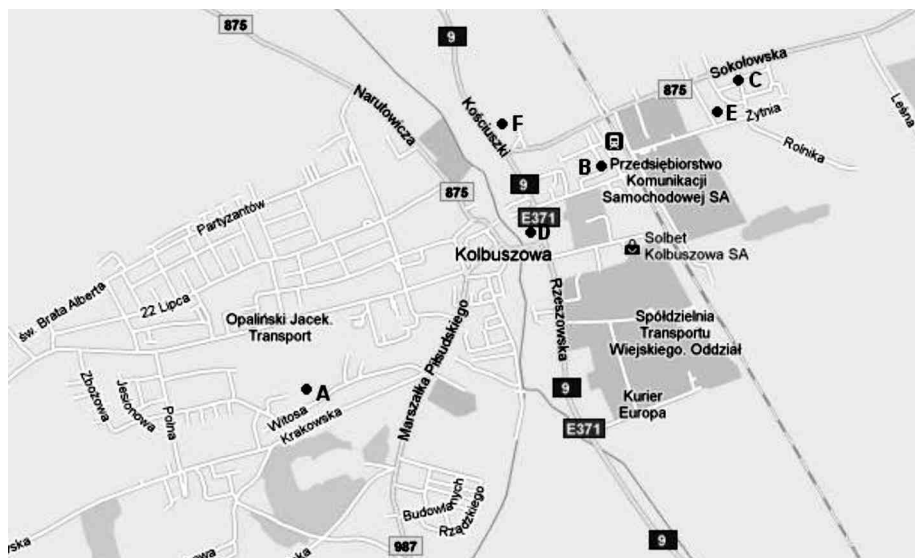 875
9
Sokołowska
C
875
Leśna
Narutowicza
Kościuszki
F
E
Żytnia
Rolnika
B
Przedsiębiorstwo
Komunikacji
Samochodowej SA
875
9
Partyzantów
E371
D
Kolbuszowa
Solbet
Kolbuszowa SA
św. Brata Alberta
22 Lipca
Opaliński Jacek.
Transport
Rzeszowska
Spółdzielnia
Transportu
Wiejskiego. Oddział
Marszałka Piłsudskiego
Zbożowa
Jesionowa
Polna
A
Witosa
Krakowska
9
Kurier
Europa
E371
Budowlanych
Rządzkiego
987
9